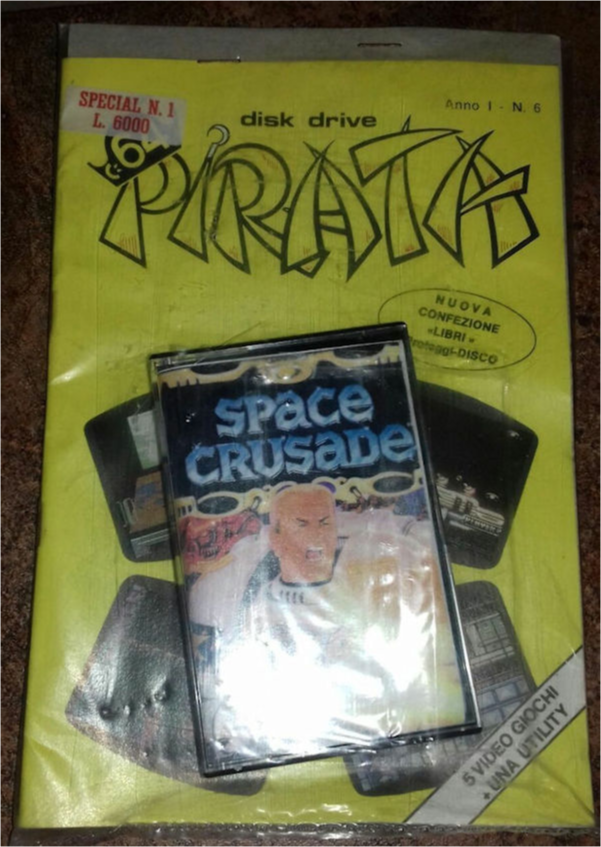 SPECIAL N. 1
L. 6000
disk drive
Anno I - N. 6
64
PIRATA
NUOVA
CONFEZIONE
«LIBRI»
DISCO
SPACE
CRUSADE
5 VIDEO GIOCHI
+ UNA UTILITY